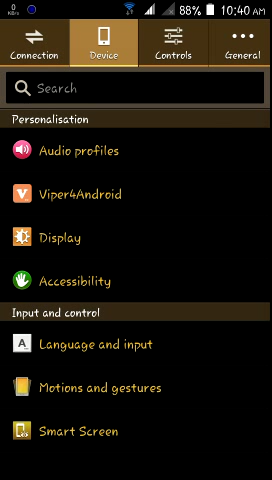 0
KB/s
88%
10:40 AM
Connection
Device
Controls
General
Search
Personalisation
Audio profiles
V
Viper4Android
Display
Accessibility
Input and control
A
Language and input
Motions and gestures
Smart Screen